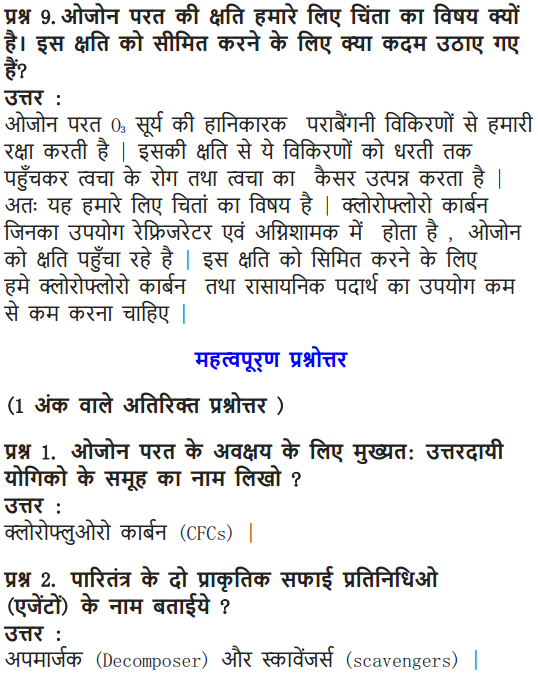 प्रश्न 9. ओजोन परत की क्षति हमारे लिए चिंता का विषय क्यों
है। इस क्षति को सीमित करने के लिए क्या कदम उठाए गए
हैं?
उत्तर :
ओजोन परत O₃ सूर्य की हानिकारक पराबैंगनी विकिरणों से हमारी
रक्षा करती है | इसकी क्षति से ये विकिरणों को धरती तक
पहुँचकर त्वचा के रोग तथा त्वचा का कैसर उत्पन्न करता है |
अतः यह हमारे लिए चितां का विषय है | क्लोरोफ्लोरो कार्बन
जिनका उपयोग रेफ्रिजरेटर एवं अग्निशामक में होता है , ओजोन
को क्षति पहुँचा रहे है | इस क्षति को सिमित करने के लिए
हमे क्लोरोफ्लोरो कार्बन तथा रासायनिक पदार्थ का उपयोग कम
से कम करना चाहिए |
महत्वपूर्ण प्रश्नोत्तर
(1 अंक वाले अतिरिक्त प्रश्नोत्तर )
प्रश्न 1. ओजोन परत के अवक्षय के लिए मुख्यत: उत्तरदायी
योगिको के समूह का नाम लिखो ?
उत्तर :
क्लोरोफ्लुओरो कार्बन (CFCs) |
प्रश्न 2. पारितंत्र के दो प्राकृतिक सफाई प्रतिनिधिओ
(एजेंटों) के नाम बताईये ?
उत्तर :
अपमार्जक (Decomposer) और स्कावेंजर्स (scavengers) |